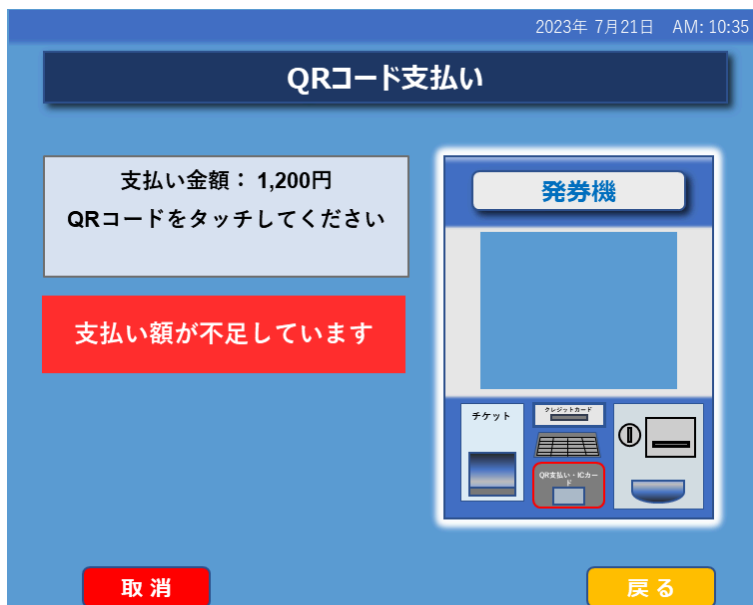 2023年 7月21日 AM: 10:35
QRコード支払い
支払い金額： 1,200円
QRコードをタッチしてください
支払い額が不足しています
発券機
チケット
クレジットカード
QR支払い・ICカー
ド
取 消
戻 る